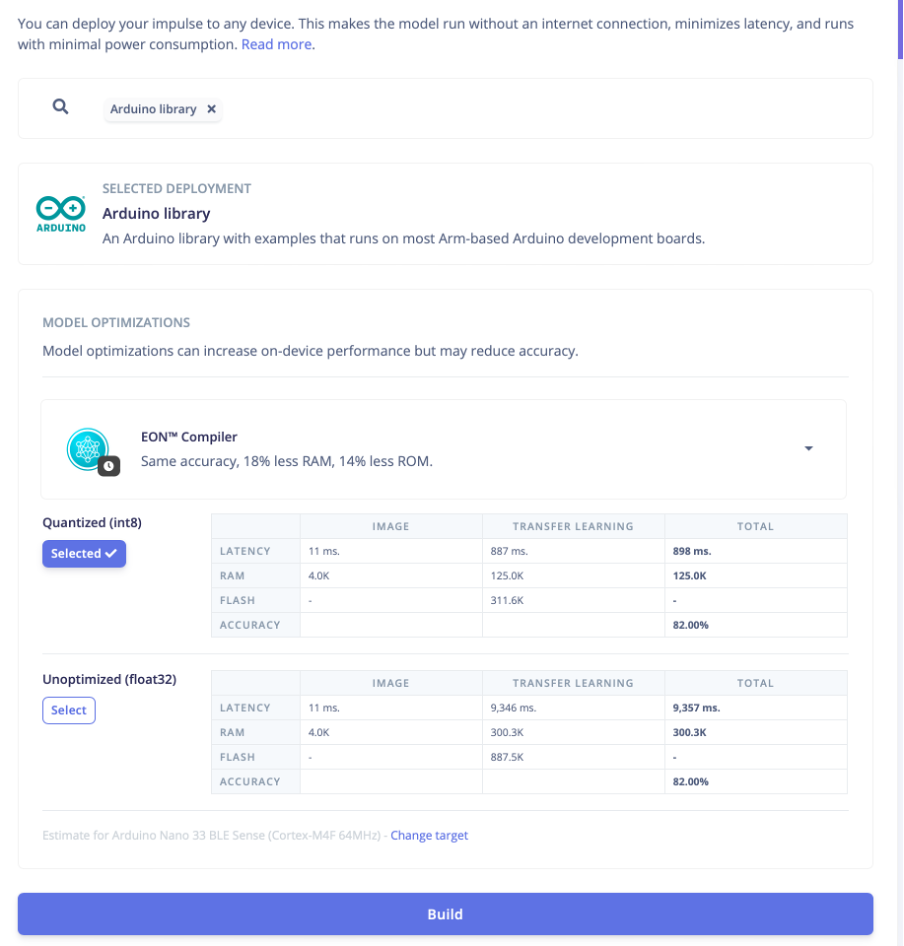 You can deploy your impulse to any device. This makes the model run without an internet connection, minimizes latency, and runs
with minimal power consumption. Read more.
Arduino library ×
SELECTED DEPLOYMENT
Arduino library
ARDUINO
An Arduino library with examples that runs on most Arm-based Arduino development boards.
MODEL OPTIMIZATIONS
Model optimizations can increase on-device performance but may reduce accuracy.
EON™ Compiler
Same accuracy, 18% less RAM, 14% less ROM.
Quantized (int8)
Selected ✓
IMAGE TRANSFER LEARNING TOTAL
LATENCY 11 ms. 887 ms. 898 ms.
RAM 4.0K 125.0K 125.0K
FLASH - 311.6K -
ACCURACY 82.00%
Unoptimized (float32)
Select
IMAGE TRANSFER LEARNING TOTAL
LATENCY 11 ms. 9,346 ms. 9,357 ms.
RAM 4.0K 300.3K 300.3K
FLASH - 887.5K -
ACCURACY 82.00%
Estimate for Arduino Nano 33 BLE Sense (Cortex-M4F 64MHz) - Change target
Build